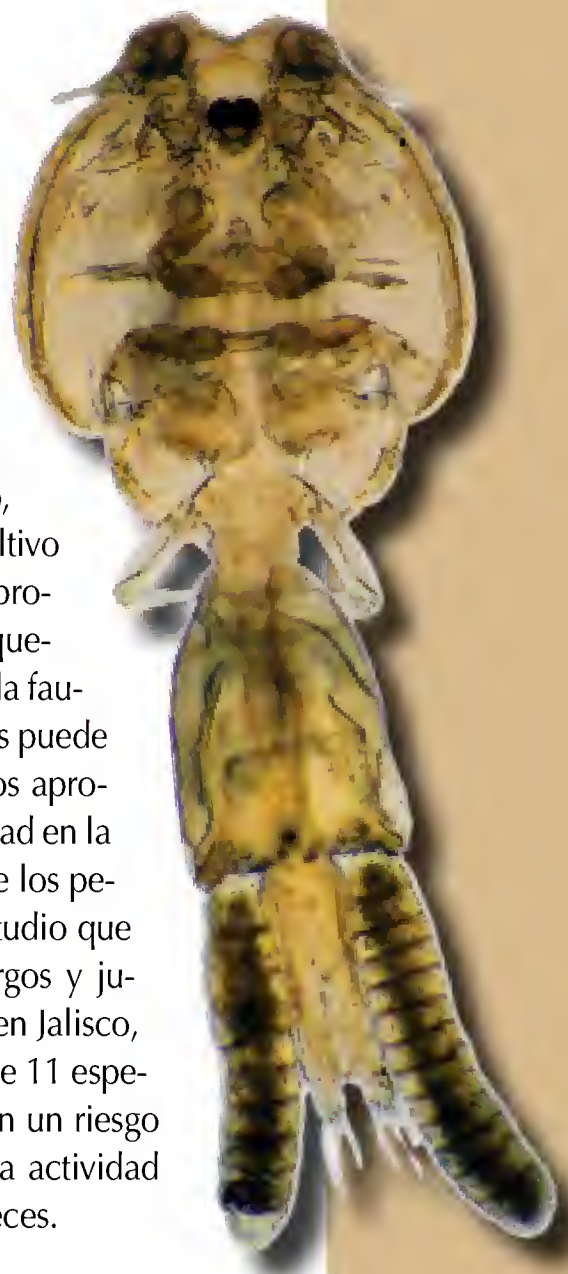 ltivo
pro-
que-
la fau-
s puede
os apro-
ad en la
e los pe-
tudio que
rgos y ju-
en Jalisco,
e 11 espe-
n un riesgo
a actividad
eces.